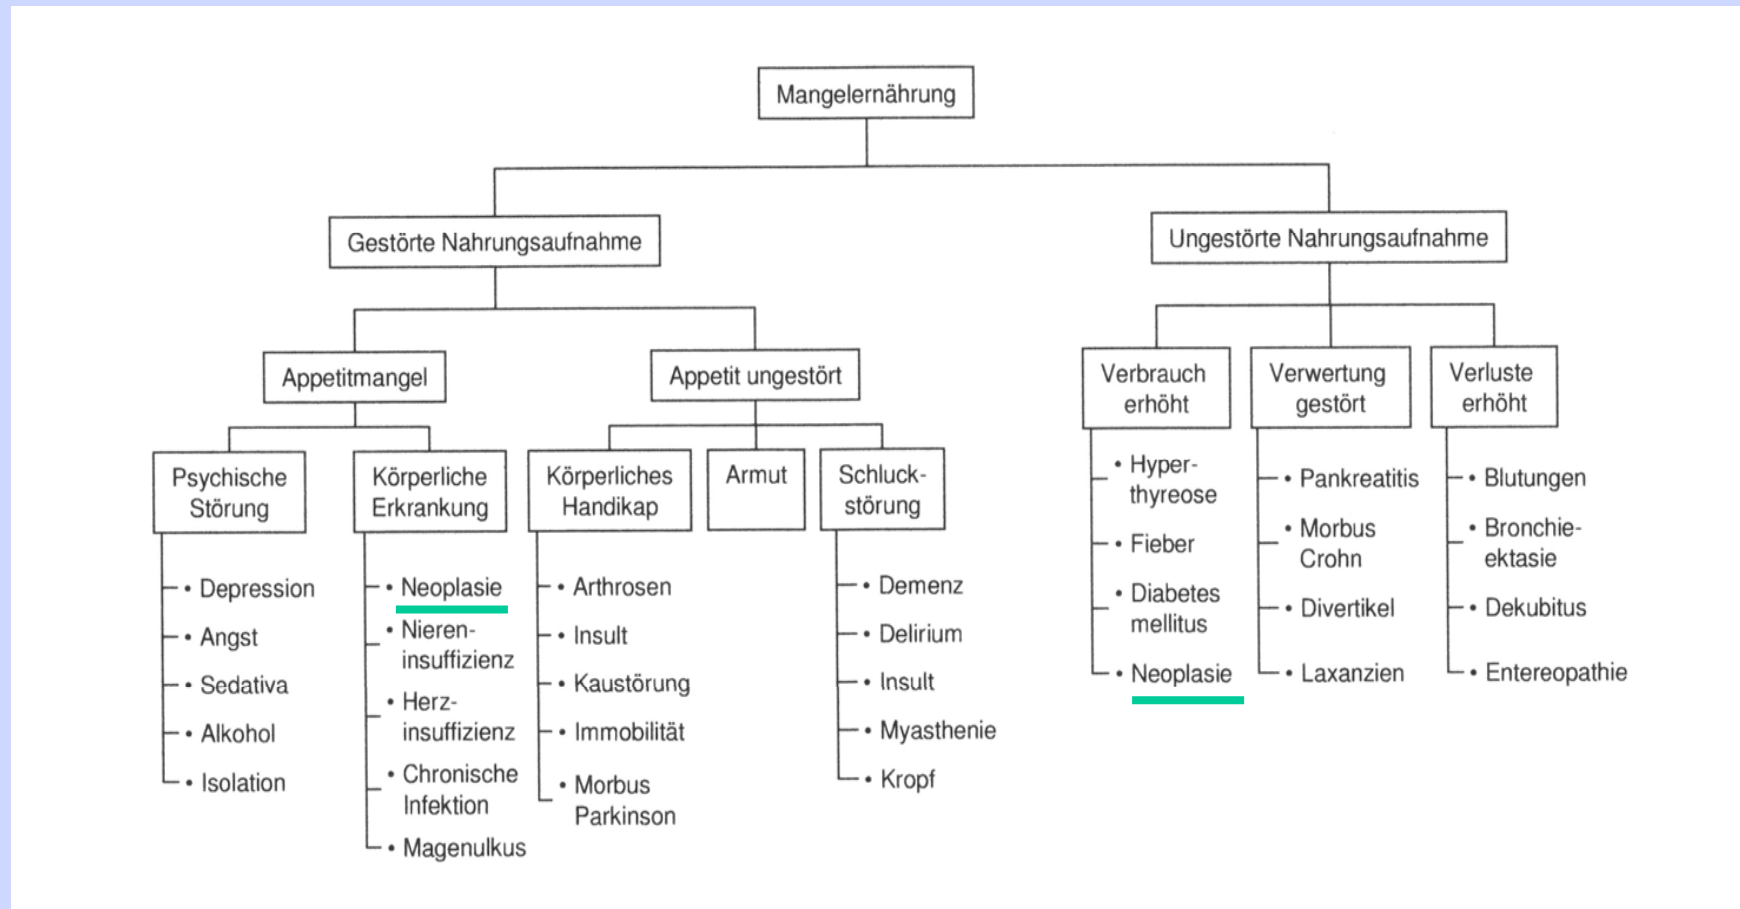 Mangelernährung
Gestörte Nahrungsaufnahme
Ungestörte Nahrungsaufnahme
Appetitmangel
Appetit ungestört
Verbrauch
erhöht
Verwertung
gestört
Verluste
erhöht
Psychische
Störung
Körperliche
Erkrankung
Körperliches
Handikap
Armut
Schluck-
störung
• Depression
• Angst
• Sedativa
• Alkohol
• Isolation
• Neoplasie
• Nieren-
insuffizienz
• Herz-
insuffizienz
• Chronische
Infektion
• Magenulkus
• Arthrosen
• Insult
• Kaustörung
• Immobilität
• Morbus
Parkinson
• Demenz
• Delirium
• Insult
• Myasthenie
• Kropf
• Hyper-
thyreose
• Fieber
• Diabetes
mellitus
• Neoplasie
• Pankreatitis
• Morbus
Crohn
• Divertikel
• Laxanzien
• Blutungen
• Bronchie-
ektasie
• Dekubitus
• Entereopathie